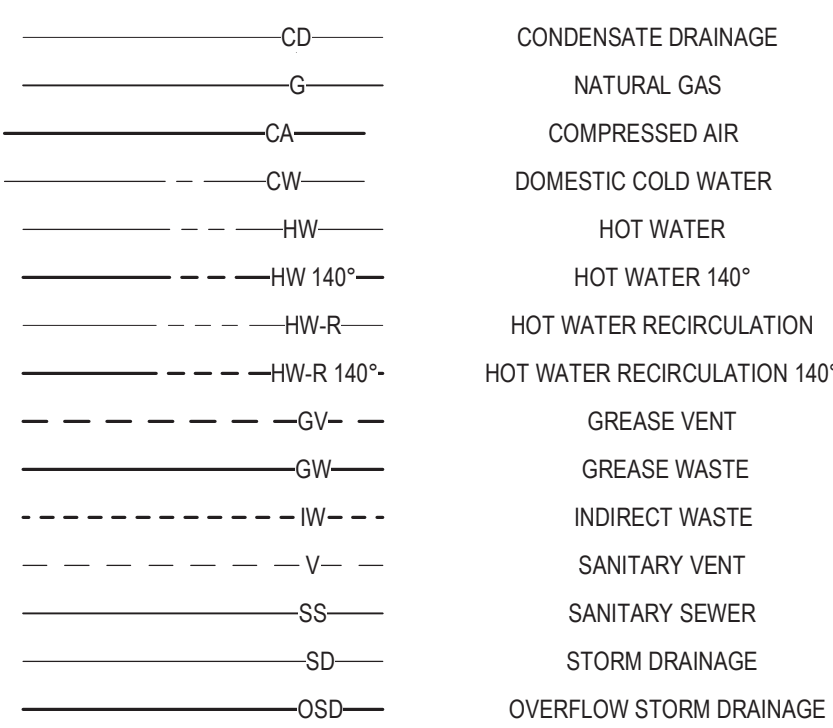 CD CONDENSATE DRAINAGE
G NATURAL GAS
CA COMPRESSED AIR
CW DOMESTIC COLD WATER
HW HOT WATER
HW 140° HOT WATER 140°
HW-R HOT WATER RECIRCULATION
HW-R 140° HOT WATER RECIRCULATION 140°
GV GREASE VENT
GW GREASE WASTE
IW INDIRECT WASTE
V SANITARY VENT
SS SANITARY SEWER
SD STORM DRAINAGE
OSD OVERFLOW STORM DRAINAGE